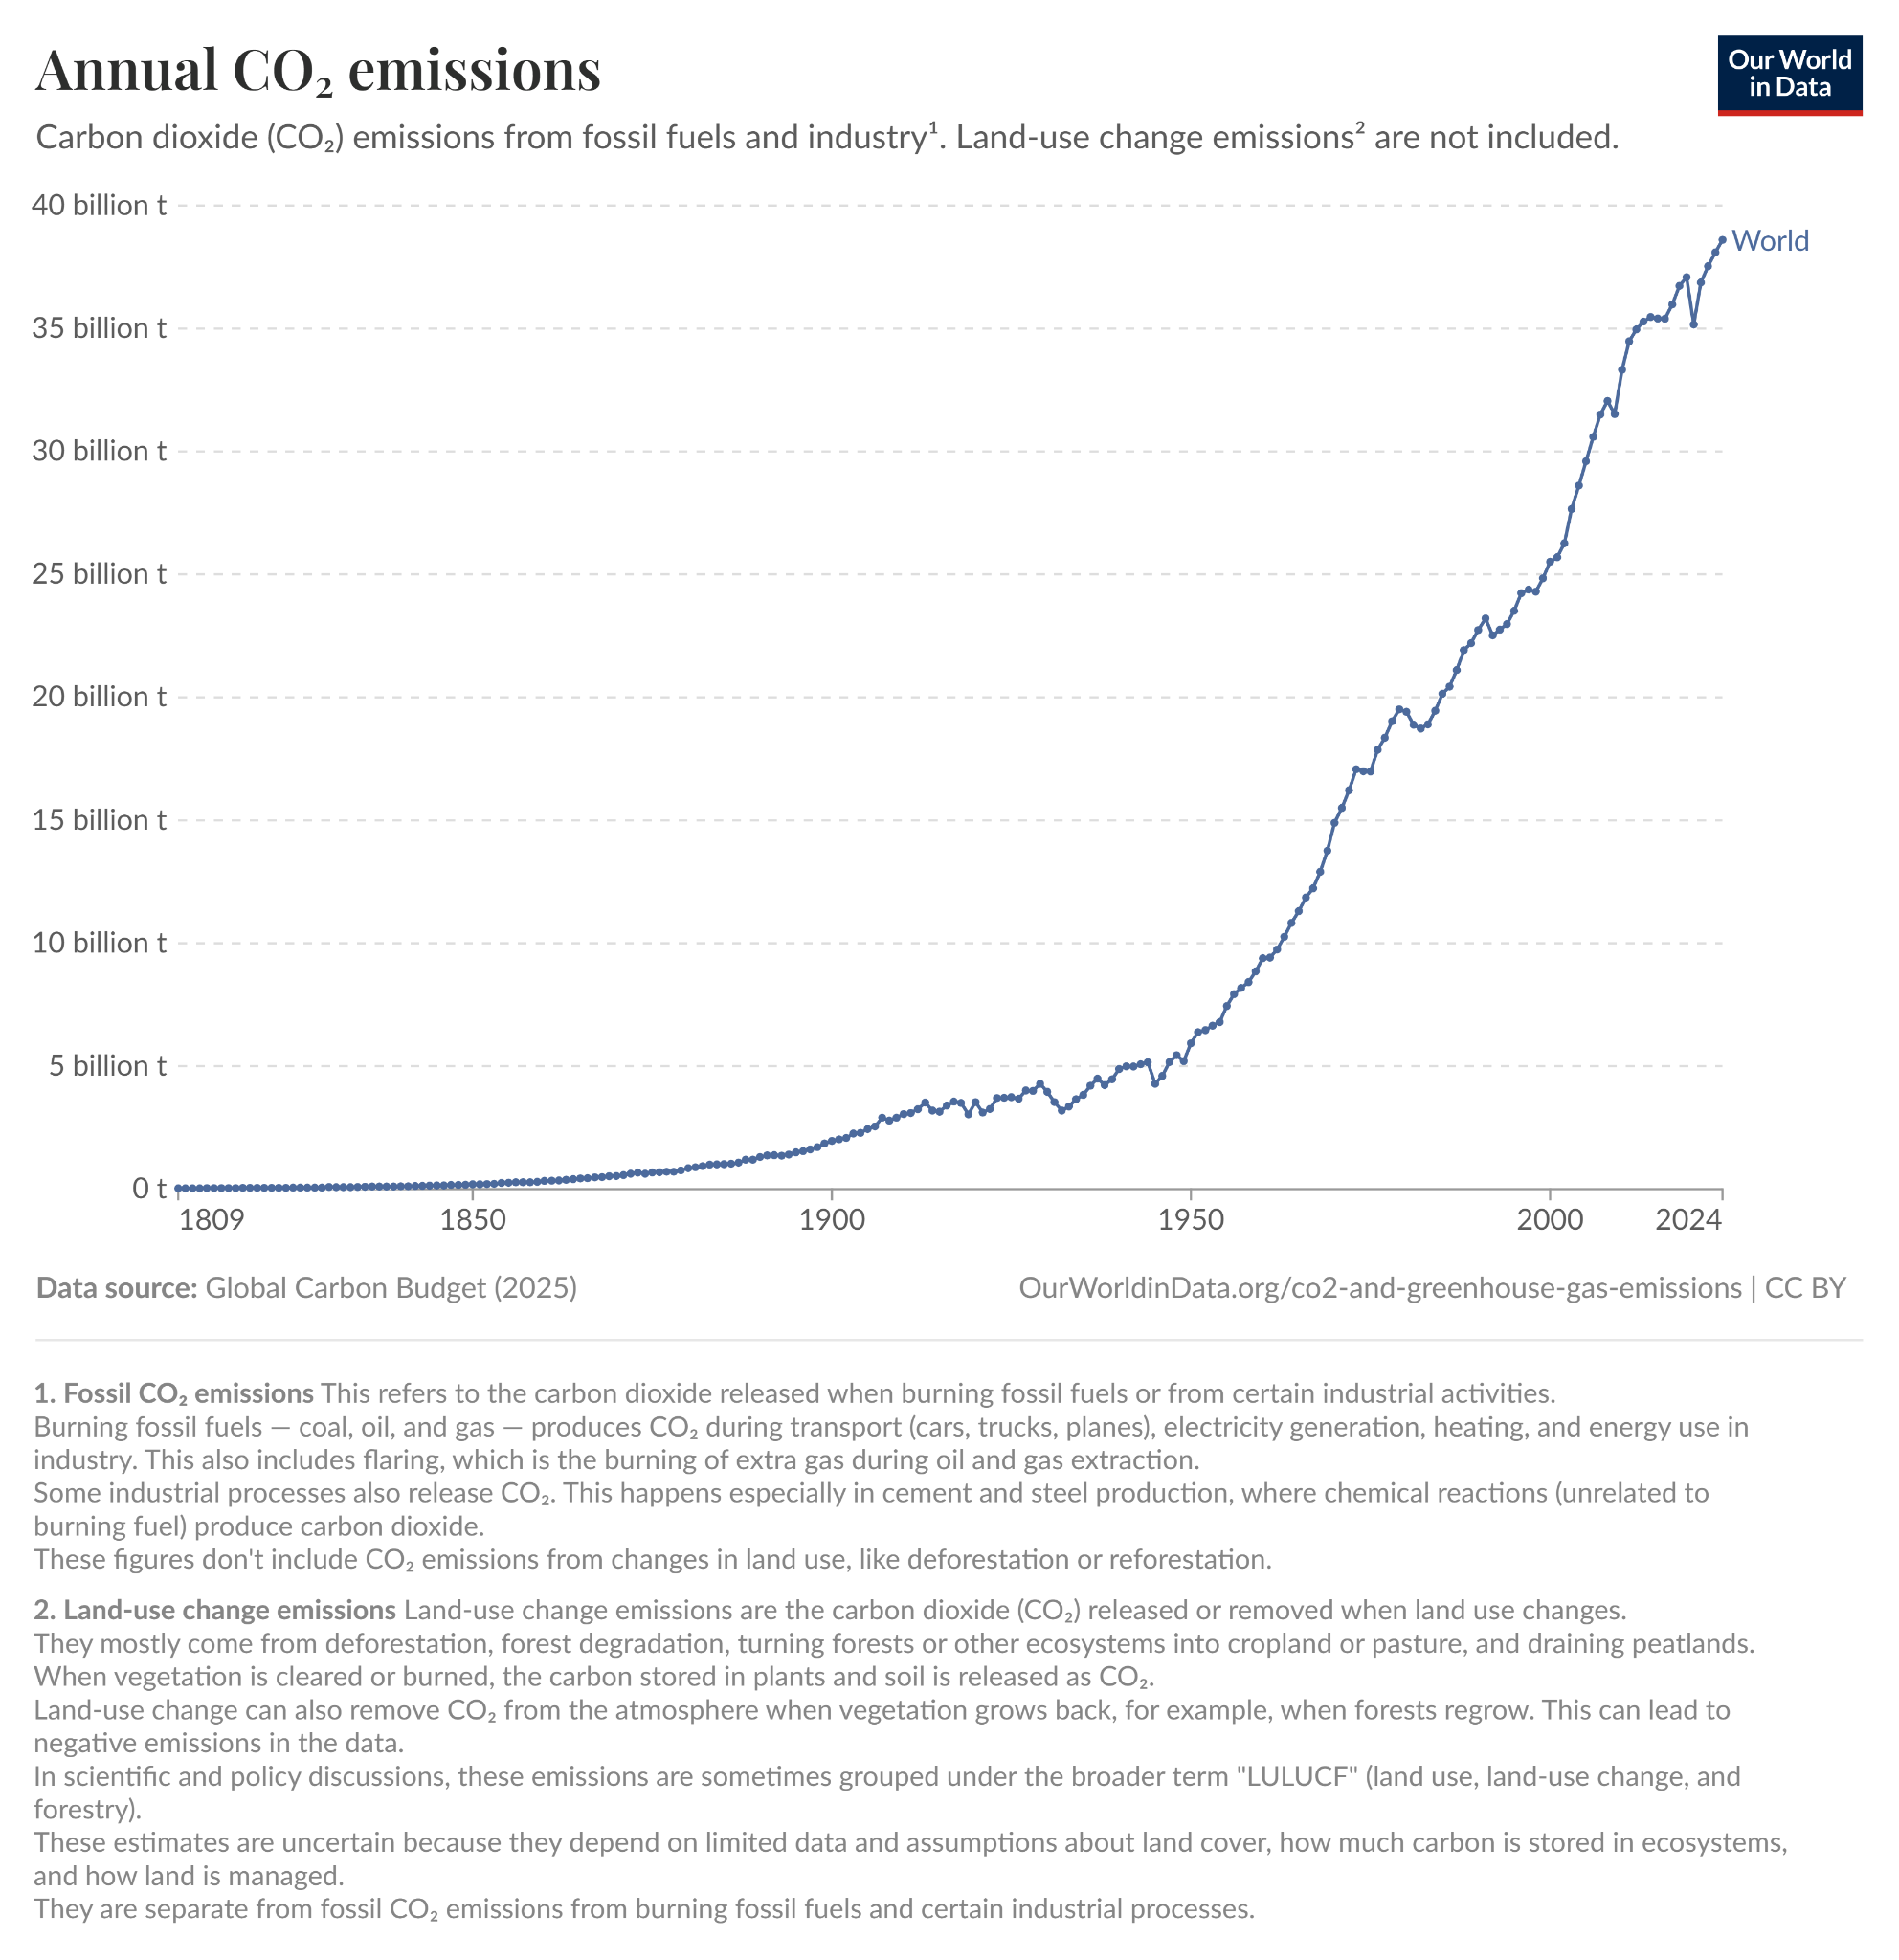 Annual CO₂ emissions
Our World
in Data
Carbon dioxide (CO₂) emissions from fossil fuels and industry¹. Land-use change emissions² are not included.
40 billion t
World
35 billion t
30 billion t
25 billion t
20 billion t
15 billion t
10 billion t
5 billion t
0 t
1809 1850 1900 1950 2000 2024
Data source: Global Carbon Budget (2025)
OurWorldinData.org/co2-and-greenhouse-gas-emissions | CC BY
1. Fossil CO₂ emissions This refers to the carbon dioxide released when burning fossil fuels or from certain industrial activities.
Burning fossil fuels — coal, oil, and gas — produces CO₂ during transport (cars, trucks, planes), electricity generation, heating, and energy use in
industry. This also includes flaring, which is the burning of extra gas during oil and gas extraction.
Some industrial processes also release CO₂. This happens especially in cement and steel production, where chemical reactions (unrelated to
burning fuel) produce carbon dioxide.
These figures don't include CO₂ emissions from changes in land use, like deforestation or reforestation.
2. Land-use change emissions Land-use change emissions are the carbon dioxide (CO₂) released or removed when land use changes.
They mostly come from deforestation, forest degradation, turning forests or other ecosystems into cropland or pasture, and draining peatlands.
When vegetation is cleared or burned, the carbon stored in plants and soil is released as CO₂.
Land-use change can also remove CO₂ from the atmosphere when vegetation grows back, for example, when forests regrow. This can lead to
negative emissions in the data.
In scientific and policy discussions, these emissions are sometimes grouped under the broader term "LULUCF" (land use, land-use change, and
forestry).
These estimates are uncertain because they depend on limited data and assumptions about land cover, how much carbon is stored in ecosystems,
and how land is managed.
They are separate from fossil CO₂ emissions from burning fossil fuels and certain industrial processes.